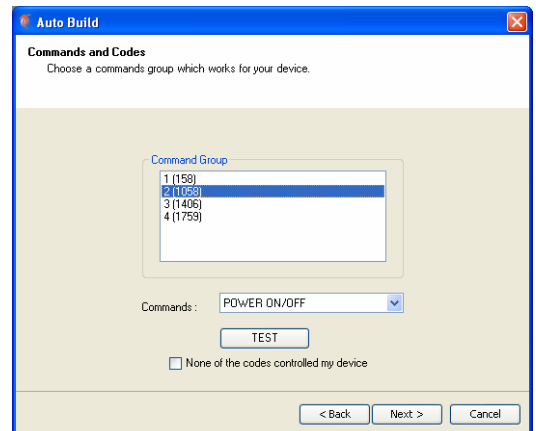 Auto Build
Commands and Codes
Choose a commands group which works for your device.
Command Group
1 (158)
2 (1058)
3 (1406)
4 (1759)
Commands : POWER ON/OFF
TEST
None of the codes controlled my device
< Back Next > Cancel